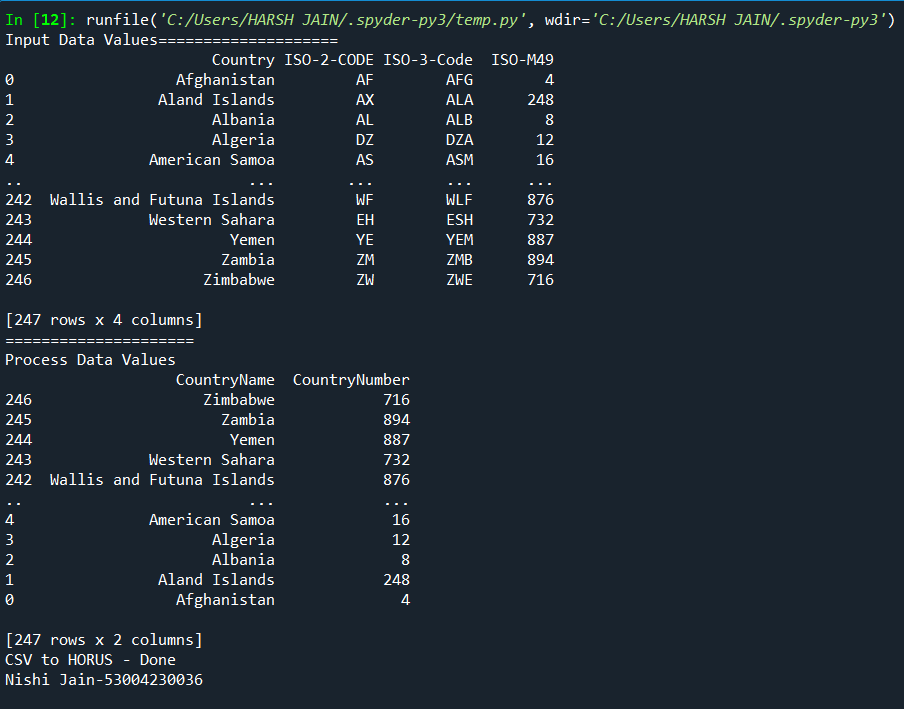 In [12]: runfile('C:/Users/HARSH JAIN/.spyder-py3/temp.py', wdir='C:/Users/HARSH JAIN/.spyder-py3')
Input Data Values====================
Country ISO-2-CODE ISO-3-Code ISO-M49
0 Afghanistan AF AFG 4
1 Aland Islands AX ALA 248
2 Albania AL ALB 8
3 Algeria DZ DZA 12
4 American Samoa AS ASM 16
.. ... ... ... ...
242 Wallis and Futuna Islands WF WLF 876
243 Western Sahara EH ESH 732
244 Yemen YE YEM 887
245 Zambia ZM ZMB 894
246 Zimbabwe ZW ZWE 716
[247 rows x 4 columns]
=====================
Process Data Values
CountryName CountryNumber
246 Zimbabwe 716
245 Zambia 894
244 Yemen 887
243 Western Sahara 732
242 Wallis and Futuna Islands 876
.. ... ...
4 American Samoa 16
3 Algeria 12
2 Albania 8
1 Aland Islands 248
0 Afghanistan 4
[247 rows x 2 columns]
CSV to HORUS - Done
Nishi Jain-53004230036